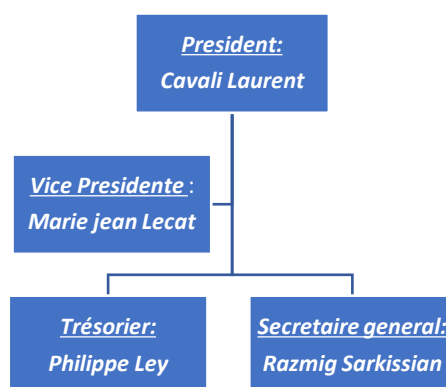 President:
Cavali Laurent
Vice Presidente :
Marie jean Lecat
Trésorier:
Philippe Ley
Secretaire general:
Razmig Sarkissian